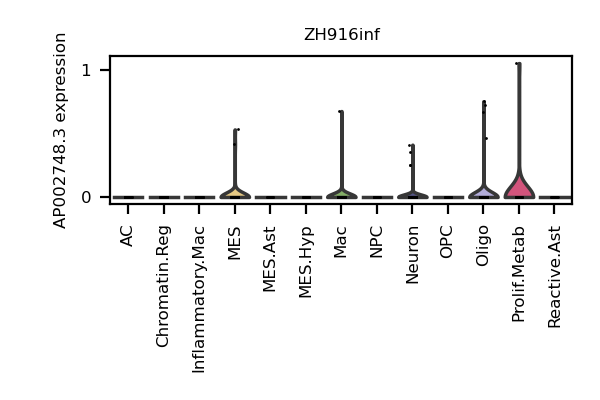 ZH916inf
AP002748.3 expression
1
0
AC
Chromatin.Reg
Inflammatory.Mac
MES
MES.Ast
MES.Hyp
Mac
NPC
Neuron
OPC
Oligo
Prolif.Metab
Reactive.Ast